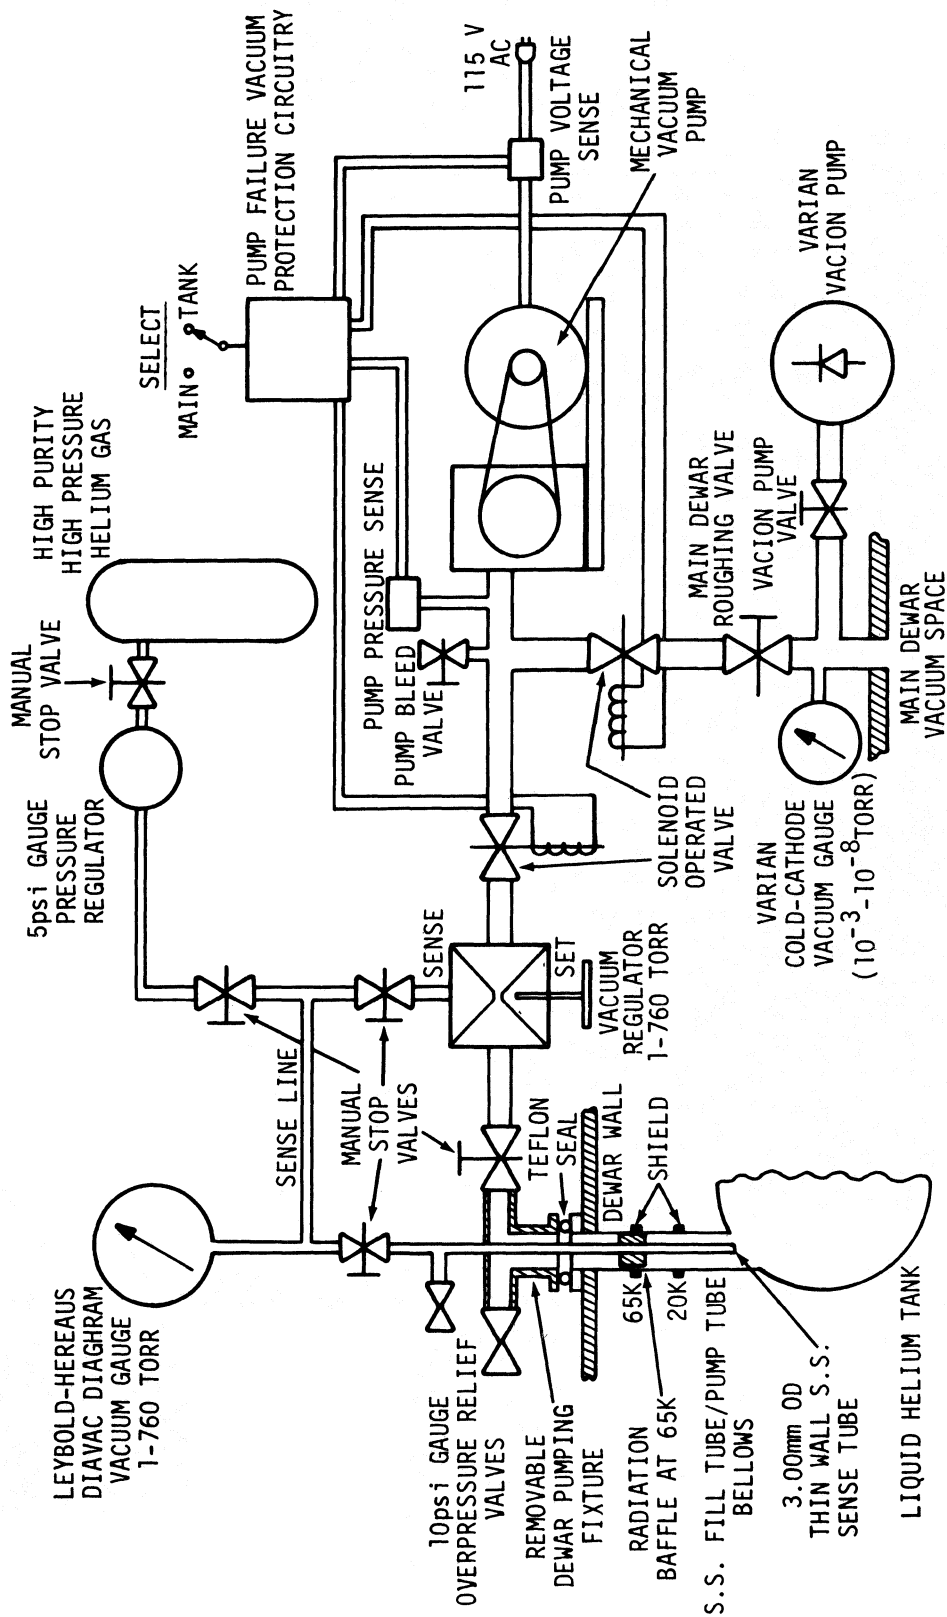 LEYBOLD-HEREAUS
DIAVAC DIAGHRAM
VACUUM GAUGE
1-760 TORR
5psi GAUGE
PRESSURE
REGULATOR
MANUAL
STOP VALVE
HIGH PURITY
HIGH PRESSURE
HELIUM GAS
SELECT
MAIN
TANK
PUMP FAILURE VACUUM
PROTECTION CIRCUITRY
SENSE LINE
MANUAL
STOP
VALVES
SENSE
SET
VACUUM
REGULATOR
1-760 TORR
PUMP PRESSURE SENSE
PUMP BLEED
VALVE
115 V
AC
PUMP VOLTAGE
SENSE
MECHANICAL
VACUUM
PUMP
10psi GAUGE
OVERPRESSURE RELIEF
VALVES
REMOVABLE
DEWAR PUMPING
FIXTURE
TEFLON
SEAL
DEWAR WALL
SHIELD
65K
20K
RADIATION
BAFFLE AT 65K
S.S. FILL TUBE/PUMP TUBE
BELLOWS
3.00mm OD
THIN WALL S.S.
SENSE TUBE
LIQUID HELIUM TANK
SOLENOID
OPERATED
VALVE
MAIN DEWAR
ROUGHING VALVE
VACION PUMP
VALVE
VARIAN
VACION PUMP
VARIAN
COLD-CATHODE
VACUUM GAUGE
(10⁻³-10⁻⁸TORR)
MAIN DEWAR
VACUUM SPACE